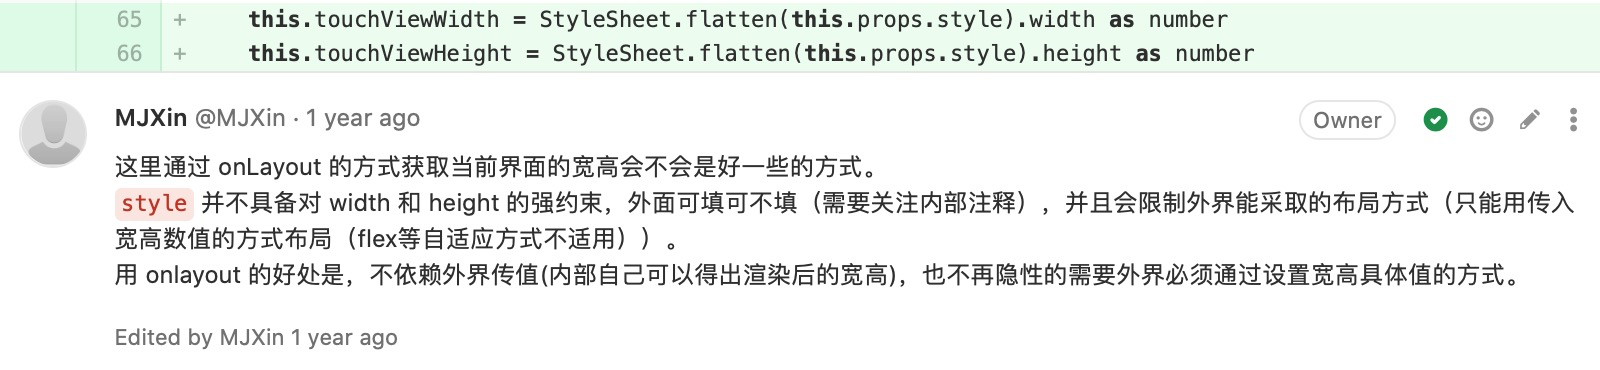 65 + this.touchViewWidth = StyleSheet.flatten(this.props.style).width as number
66 + this.touchViewHeight = StyleSheet.flatten(this.props.style).height as number
MJXin @MJXin · 1 year ago Owner
这里通过 onLayout 的方式获取当前界面的宽高会不会是好一些的方式。
style 并不具备对 width 和 height 的强约束，外面可填可不填（需要关注内部注释），并且会限制外界能采取的布局方式（只能用传入
宽高数值的方式布局（flex等自适应方式不适用））。
用 onlayout 的好处是，不依赖外界传值(内部自己可以得出渲染后的宽高)，也不再隐性的需要外界必须通过设置宽高具体值的方式。
Edited by MJXin 1 year ago